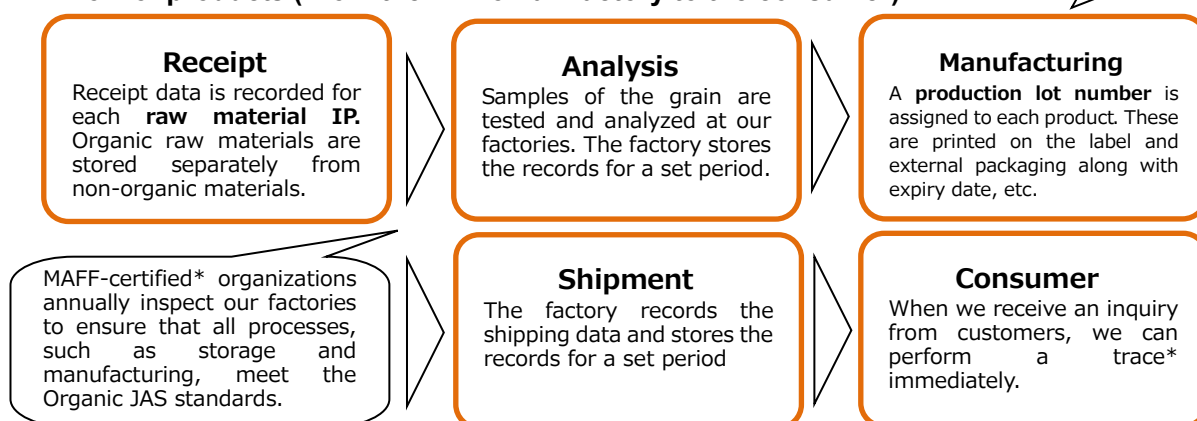 Receipt
Receipt data is recorded for
each raw material IP.
Organic raw materials are
stored separately from
non-organic materials.
Analysis
Samples of the grain are
tested and analyzed at our
factories. The factory stores
the records for a set period.
Manufacturing
A production lot number is
assigned to each product. These
are printed on the label and
external packaging along with
expiry date, etc.
MAFF-certified* organizations
annually inspect our factories
to ensure that all processes,
such as storage and
manufacturing, meet the
Organic JAS standards.
Shipment
The factory records the
shipping data and stores the
records for a set period
Consumer
When we receive an inquiry
from customers, we can
perform a trace*
immediately.